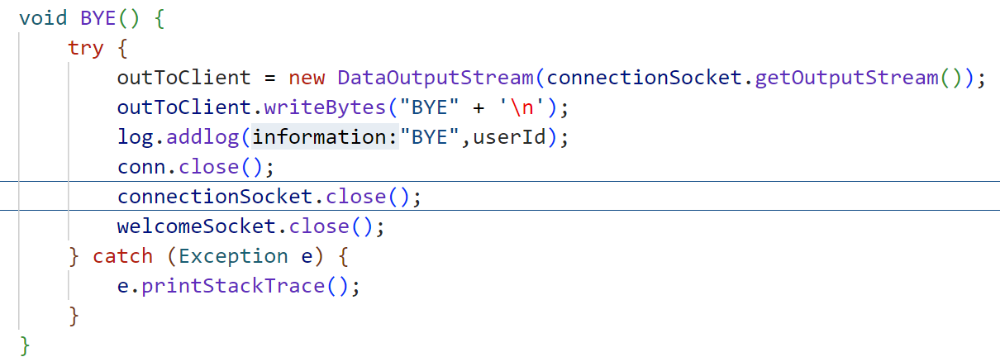 void BYE() {
try {
outToClient = new DataOutputStream(connectionSocket.getOutputStream());
outToClient.writeBytes("BYE" + '\n');
log.addlog(information:"BYE",userId);
conn.close();
connectionSocket.close();
welcomeSocket.close();
} catch (Exception e) {
e.printStackTrace();
}
}